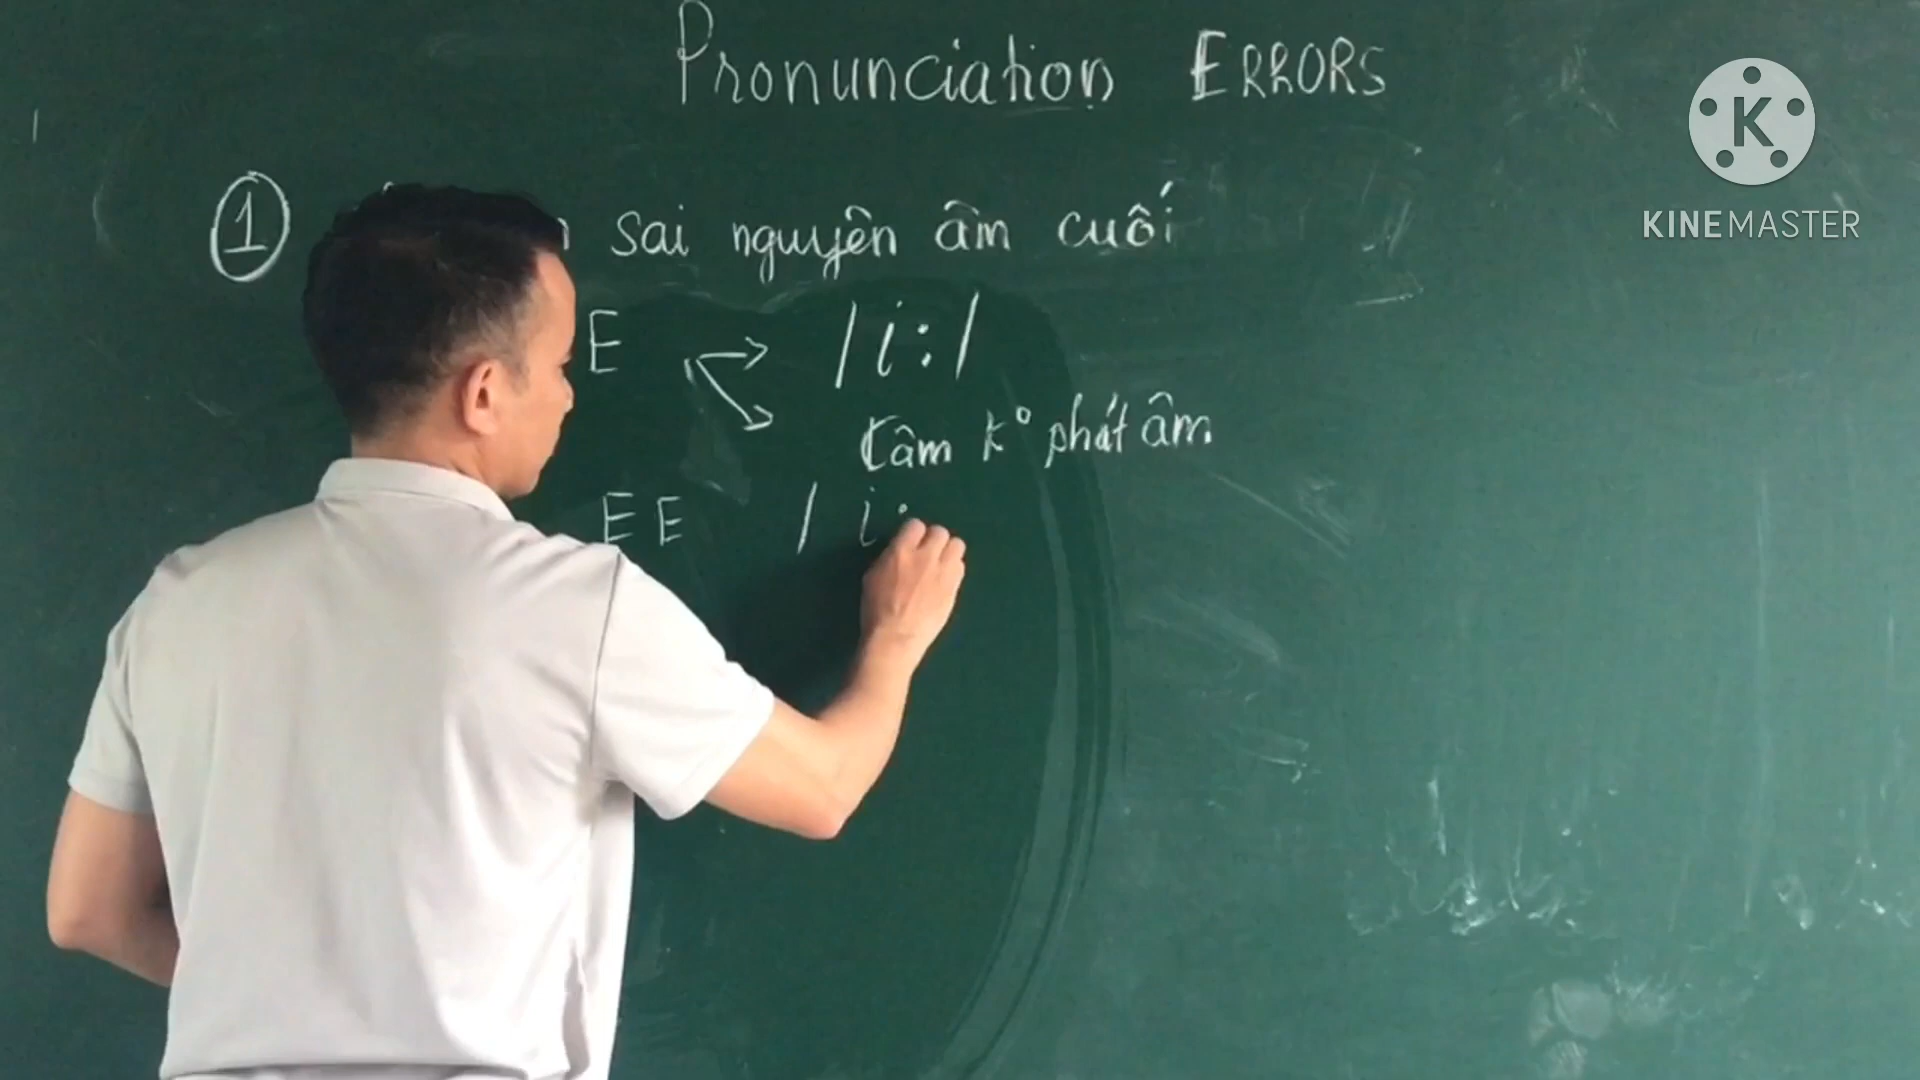 Pronunciation ERRORS
K
KINEMASTER
1 sai nguyên âm cuối
E /i:/
Câm k° phát âm.
EE / i: